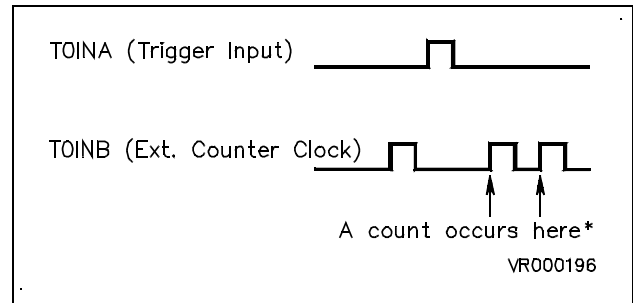 T0INA (Trigger Input)
T0INB (Ext. Counter Clock)
A count occurs here*
VR000196